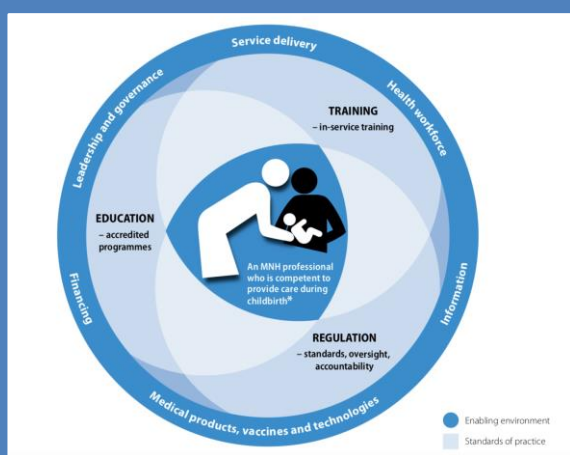 Service delivery
Leadership and governance
Health workforce
TRAINING
– in-service training
EDUCATION
– accredited
programmes
An MNH professional
who is competent to
provide care during
childbirth*
Financing
Information
REGULATION
– standards, oversight,
accountability
Medical products, vaccines and technologies
Enabling environment
Standards of practice